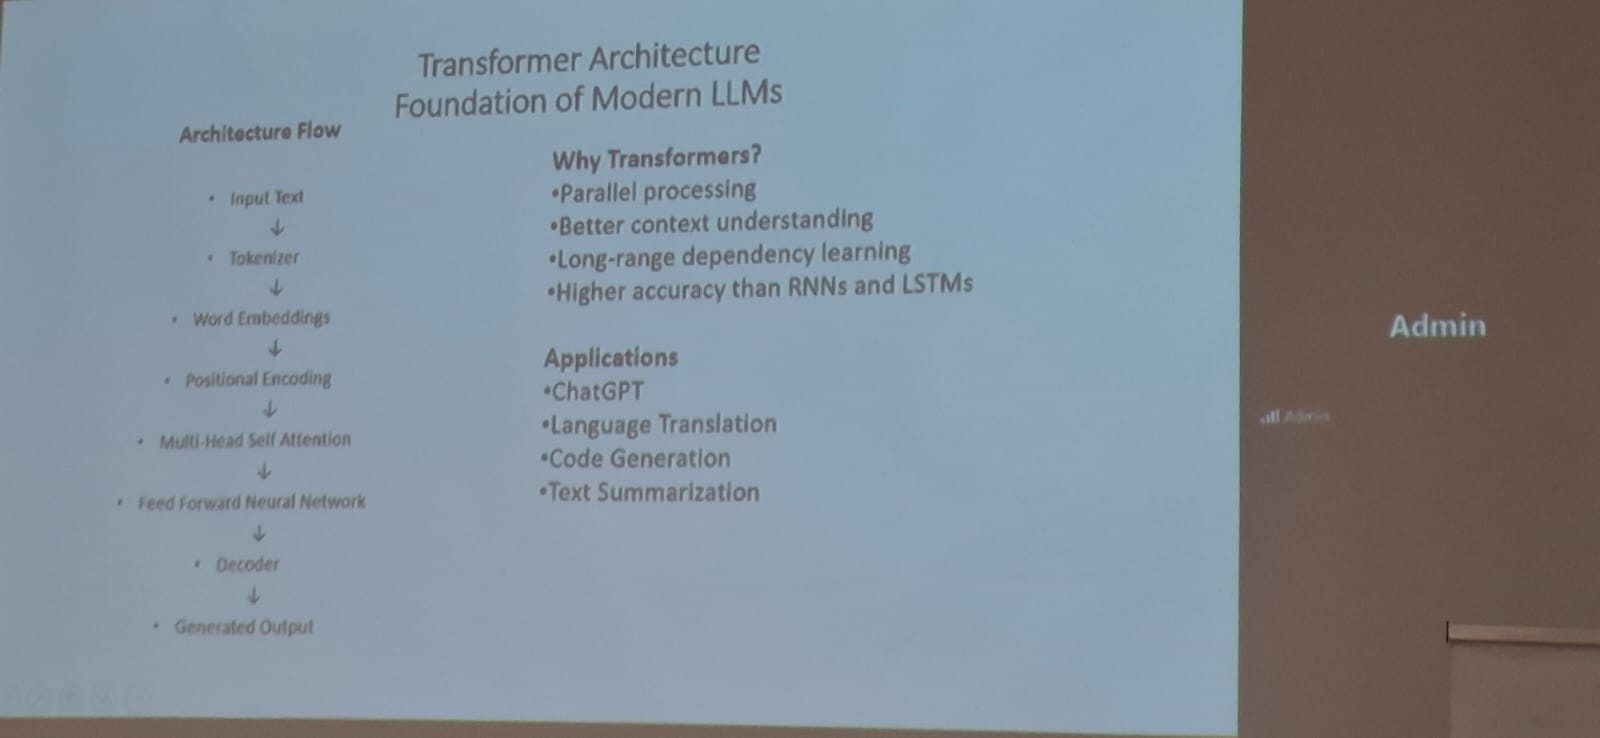 Transformer Architecture
Foundation of Modern LLMs
Architecture Flow
• Input Text
↓
• Tokenizer
↓
• Word Embeddings
↓
• Positional Encoding
↓
• Multi-Head Self Attention
↓
• Feed Forward Neural Network
↓
• Decoder
↓
• Generated Output
Why Transformers?
•Parallel processing
•Better context understanding
•Long-range dependency learning
•Higher accuracy than RNNs and LSTMs
Applications
•ChatGPT
•Language Translation
•Code Generation
•Text Summarization
Admin
Admin